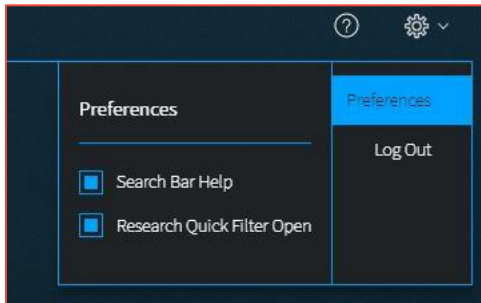 Preferences
Preferences
Log Out
Search Bar Help
Research Quick Filter Open